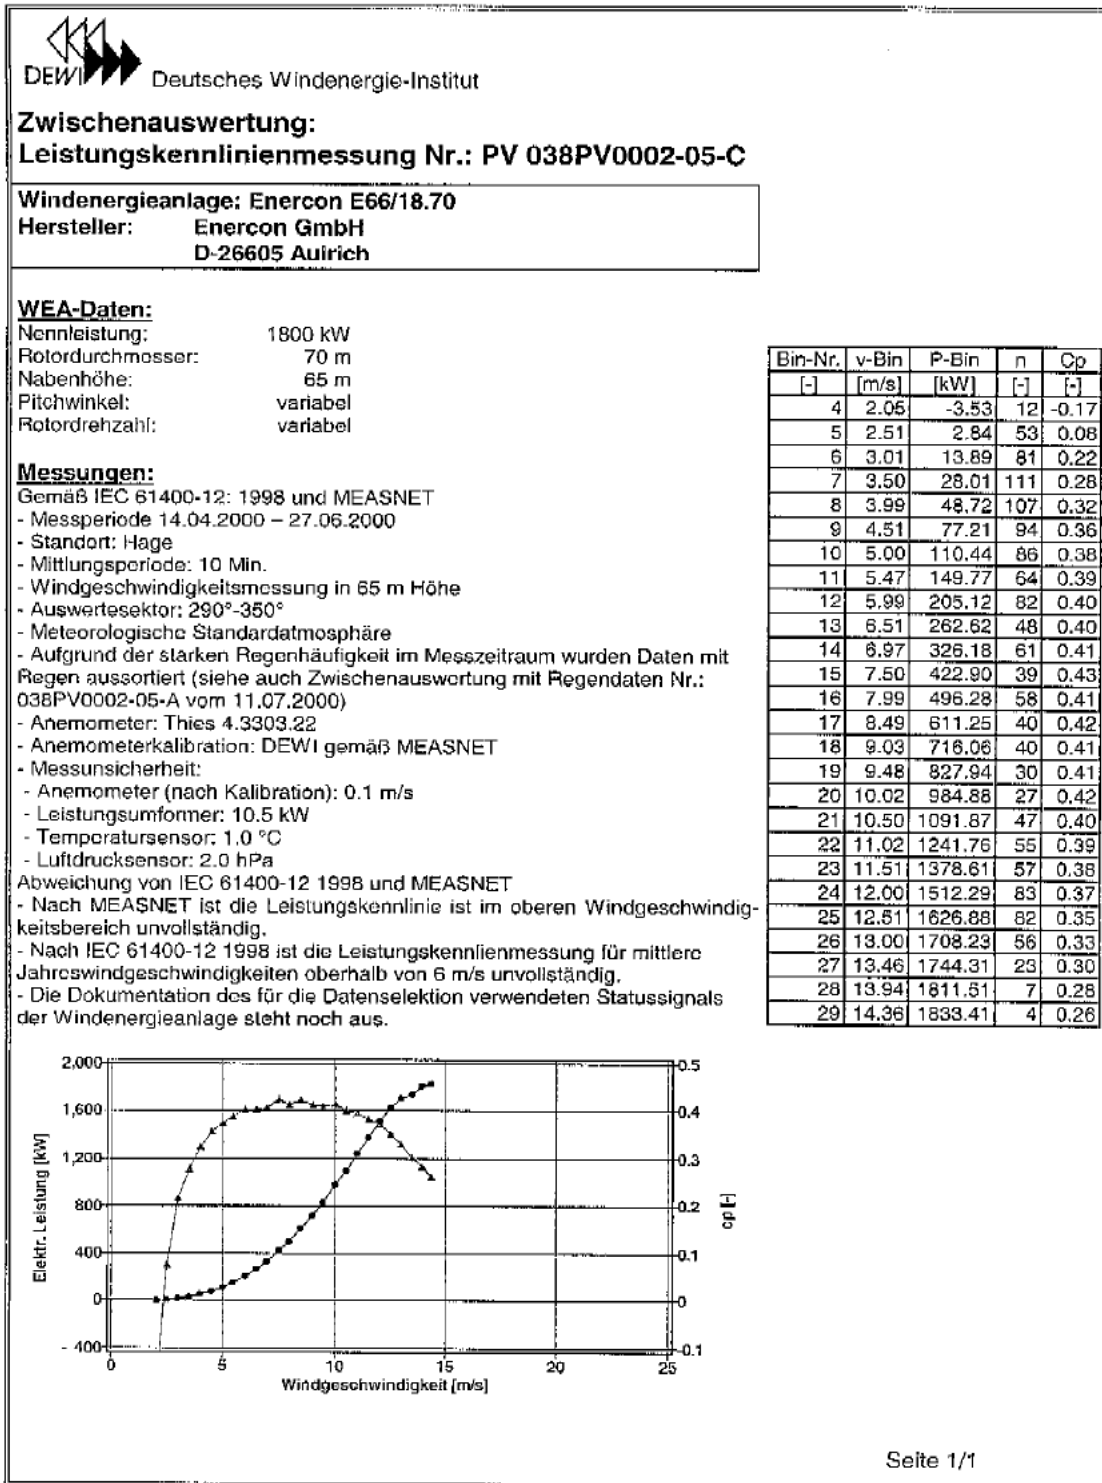 DEWI Deutsches Windenergie-Institut
Zwischenauswertung:
Leistungskennlinienmessung Nr.: PV 038PV0002-05-C
Windenergieanlage: Enercon E66/18.70
Hersteller: Enercon GmbH
D-26605 Aurich
WEA-Daten:
Nennleistung: 1800 kW
Rotordurchmesser: 70 m
Nabenhöhe: 65 m
Pitchwinkel: variabel
Rotordrehzahl: variabel
Messungen:
Gemäß IEC 61400-12: 1998 und MEASNET
- Messperiode 14.04.2000 – 27.06.2000
- Standort: Hage
- Mittlungsperiode: 10 Min.
- Windgeschwindigkeitsmessung in 65 m Höhe
- Auswertesektor: 290°-350°
- Meteorologische Standardatmosphäre
- Aufgrund der starken Regenhäufigkeit im Messzeitraum wurden Daten mit
Regen aussortiert (siehe auch Zwischenauswertung mit Regendaten Nr.:
038PV0002-05-A vom 11.07.2000)
- Anemometer: Thies 4.3303.22
- Anemometerkalibration: DEWI gemäß MEASNET
- Messunsicherheit:
- Anemometer (nach Kalibration): 0.1 m/s
- Leistungsumformer: 10.5 kW
- Temperatursensor: 1.0 °C
- Luftdrucksensor: 2.0 hPa
Abweichung von IEC 61400-12 1998 und MEASNET
- Nach MEASNET ist die Leistungskennlinie ist im oberen Windgeschwindig-
keitsbereich unvollständig.
- Nach IEC 61400-12 1998 ist die Leistungskennlienmessung für mittlere
Jahreswindgeschwindigkeiten oberhalb von 6 m/s unvollständig.
- Die Dokumentation des für die Datenselektion verwendeten Statussignals
der Windenergieanlage steht noch aus.
Bin-Nr. v-Bin P-Bin n Cp
[-] [m/s] [kW] [-] [-]
4 2.05 -3.53 12 -0.17
5 2.51 2.84 53 0.08
6 3.01 13.89 81 0.22
7 3.50 28.01 111 0.28
8 3.99 48.72 107 0.32
9 4.51 77.21 94 0.36
10 5.00 110.44 86 0.38
11 5.47 149.77 64 0.39
12 5.99 205.12 82 0.40
13 6.51 262.62 48 0.40
14 6.97 326.18 61 0.41
15 7.50 422.90 39 0.43
16 7.99 496.28 58 0.41
17 8.49 611.25 40 0.42
18 9.03 716.06 40 0.41
19 9.48 827.94 30 0.41
20 10.02 984.88 27 0.42
21 10.50 1091.87 47 0.40
22 11.02 1241.76 55 0.39
23 11.51 1378.61 57 0.38
24 12.00 1512.29 83 0.37
25 12.51 1626.88 82 0.35
26 13.00 1708.23 56 0.33
27 13.46 1744.31 23 0.30
28 13.94 1811.51 7 0.28
29 14.36 1833.41 4 0.26
Elektr. Leistung [kW]
2,000
1,600
1,200
800
400
0
- 400
0.5
0.4
0.3
0.2
0.1
0
-0.1
cp [-]
0 5 10 15 20 25
Windgeschwindigkeit [m/s]
Seite 1/1